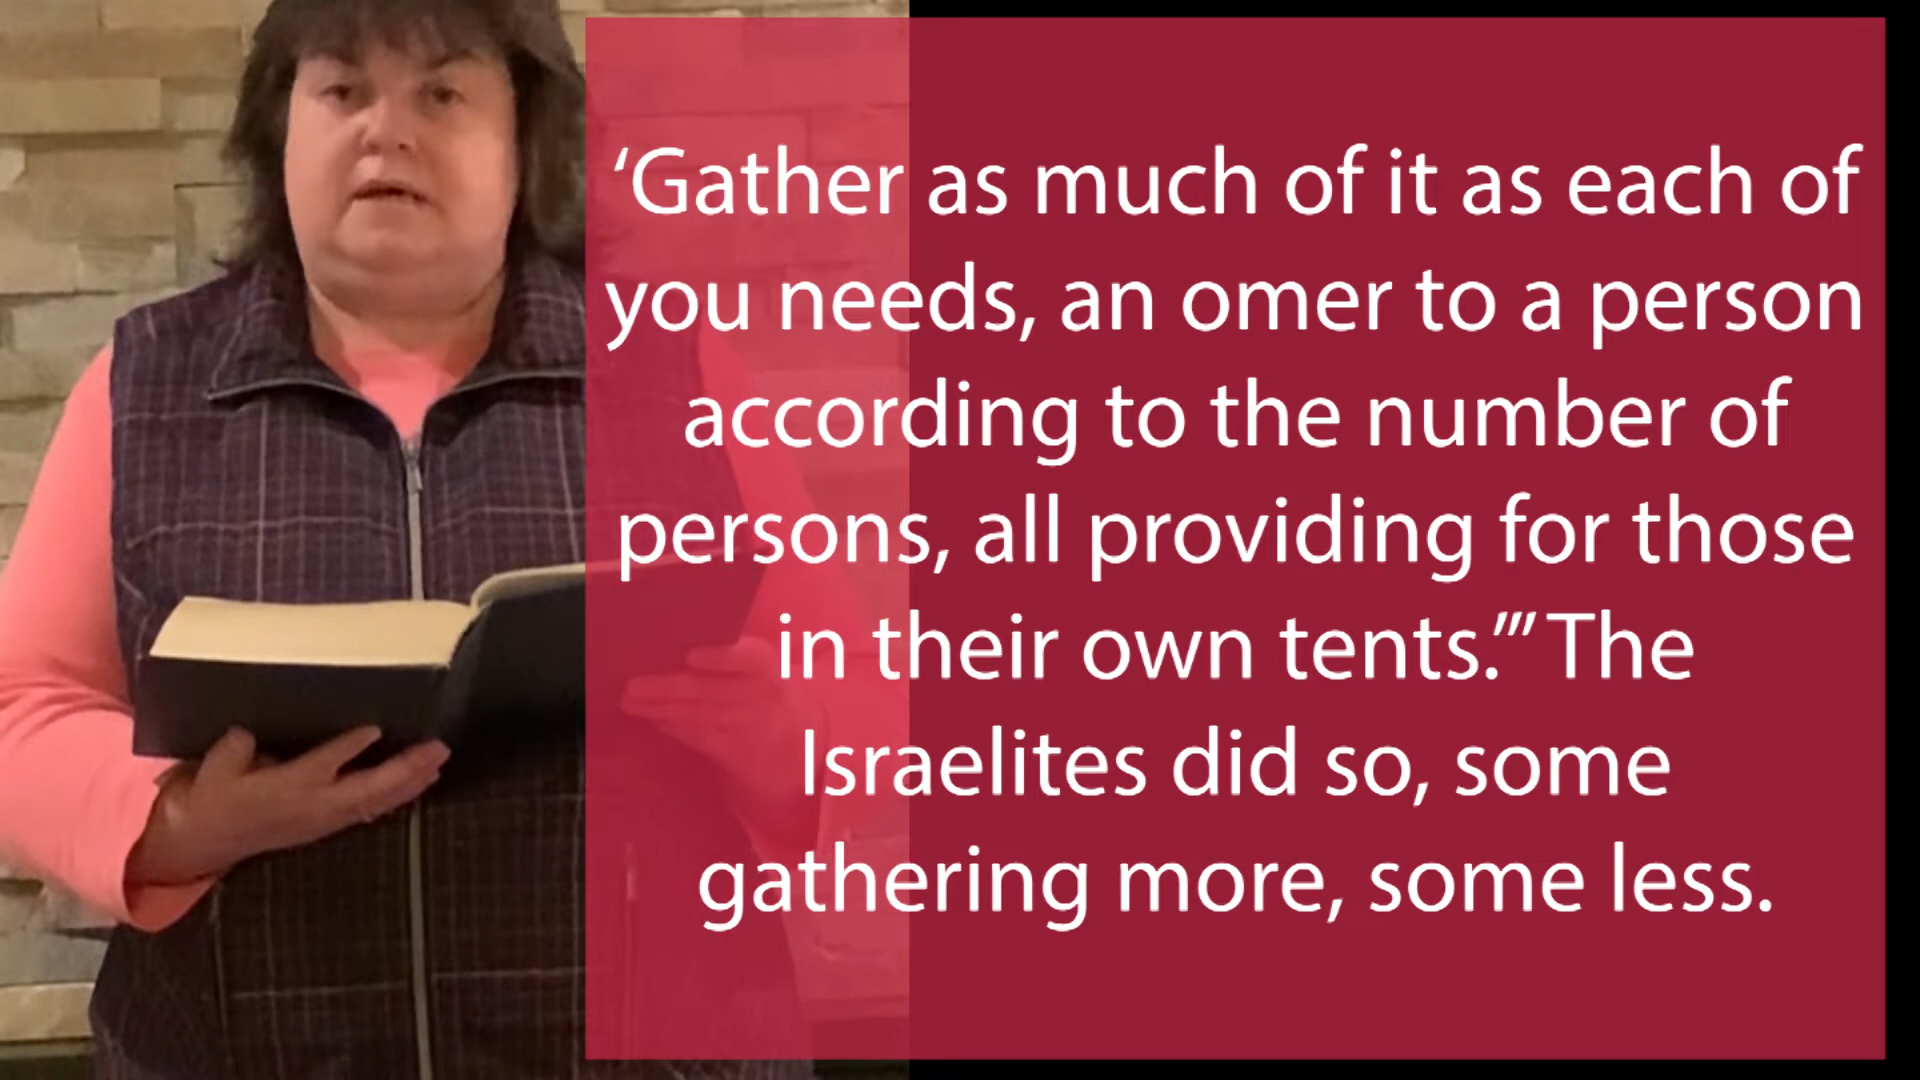 ‘Gather as much of it as each of
you needs, an omer to a person
according to the number of
persons, all providing for those
in their own tents.’” The
Israelites did so, some
gathering more, some less.